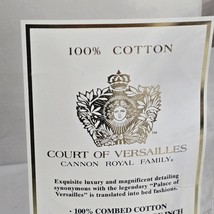 100% COTTON
COURT OF VERSAILLES
CANNON ROYAL FAMILY®
Exquisite luxury and magnificent detailing
synonymous with the legendary "Palace of
Versailles" is translated into bed fashions.
· 100% COMBED COTTON
INCH